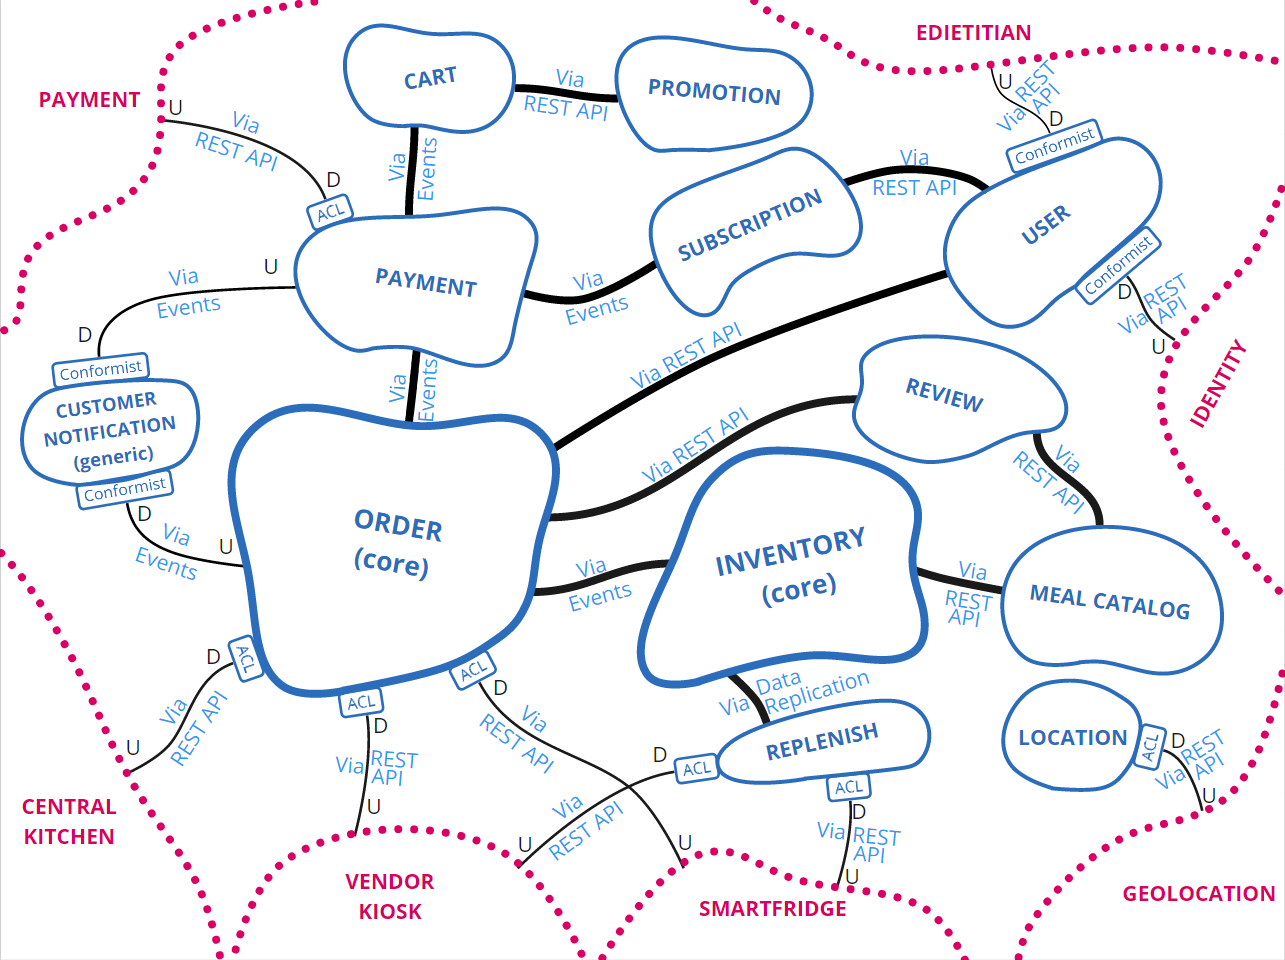 EDIETITIAN
PAYMENT
CART
Via
REST API
PROMOTION
U
REST
Via API
D
Conformist
U
Via
REST API
D
ACL
Via
Events
SUBSCRIPTION
Via
REST API
USER
Conformist
D
REST
Via API
U
IDENTITY
PAYMENT
U
Via
Events
D
Conformist
Via
Events
Via REST API
Via
Events
CUSTOMER
NOTIFICATION
(generic)
Conformist
D
Via
Events
U
REVIEW
Via REST API
Via
REST API
ORDER
(core)
INVENTORY
(core)
Via
Events
Via
REST
API
MEAL CATALOG
ACL
D
Via
REST API
U
CENTRAL
KITCHEN
ACL
D
Via REST
API
U
VENDOR
KIOSK
ACL
D
Via
REST API
U
Data
Via Replication
REPLENISH
ACL
D
Via
REST API
U
ACL
D
Via REST
API
U
SMARTFRIDGE
LOCATION
ACL
D
REST
Via API
U
GEOLOCATION